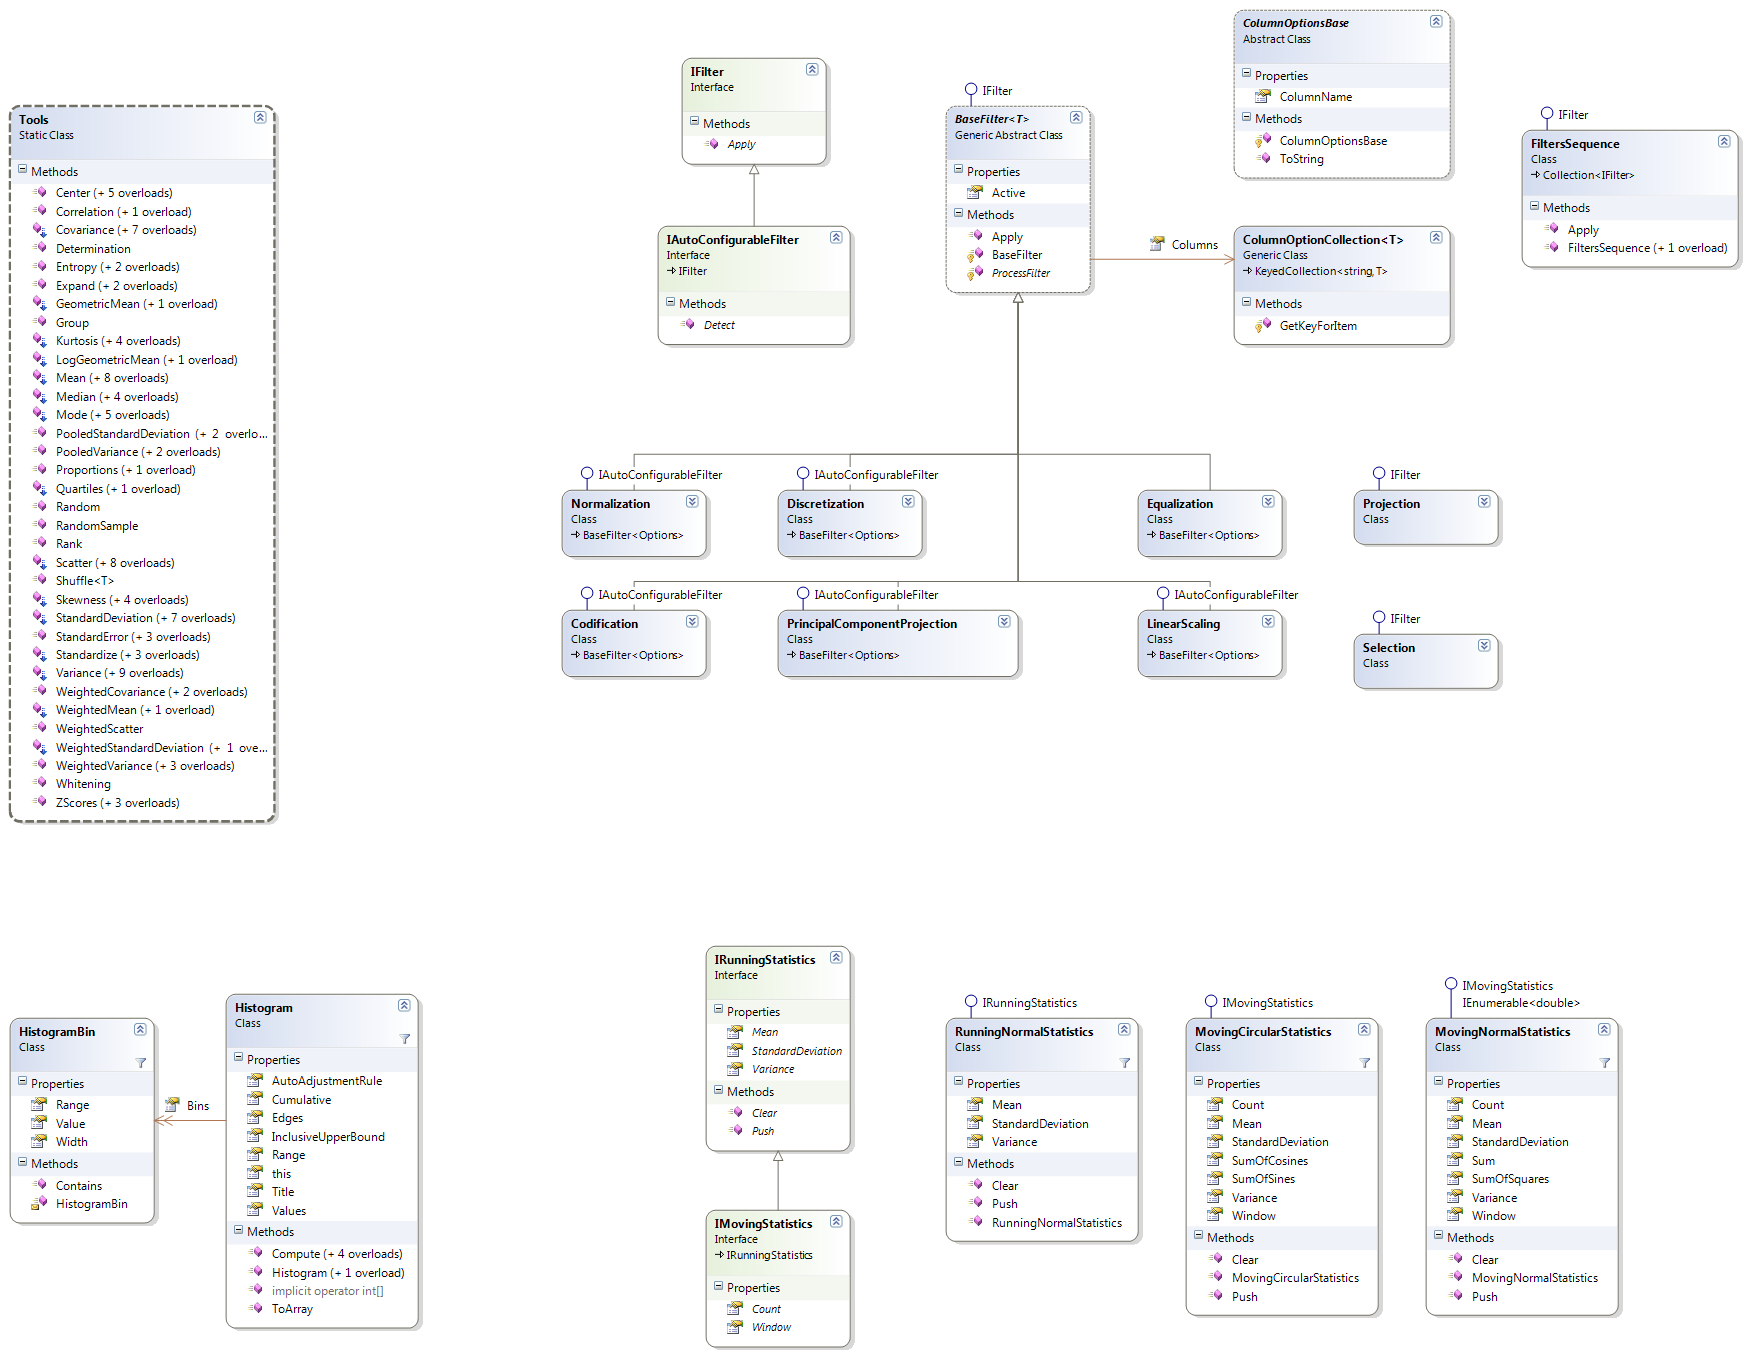 Tools
Static Class
Methods
Center (+ 5 overloads)
Correlation (+ 1 overload)
Covariance (+ 7 overloads)
Determination
Entropy (+ 2 overloads)
Expand (+ 2 overloads)
GeometricMean (+ 1 overload)
Group
Kurtosis (+ 4 overloads)
LogGeometricMean (+ 1 overload)
Mean (+ 8 overloads)
Median (+ 4 overloads)
Mode (+ 5 overloads)
PooledStandardDeviation (+ 2 overlo...
PooledVariance (+ 2 overloads)
Proportions (+ 1 overload)
Quartiles (+ 1 overload)
Random
RandomSample
Rank
Scatter (+ 8 overloads)
Shuffle<T>
Skewness (+ 4 overloads)
StandardDeviation (+ 7 overloads)
StandardError (+ 3 overloads)
Standardize (+ 3 overloads)
Variance (+ 9 overloads)
WeightedCovariance (+ 2 overloads)
WeightedMean (+ 1 overload)
WeightedScatter
WeightedStandardDeviation (+ 1 ove...
WeightedVariance (+ 3 overloads)
Whitening
ZScores (+ 3 overloads)
IFilter
Interface
Methods
Apply
IAutoConfigurableFilter
Interface
IFilter
Methods
Detect
IFilter
BaseFilter<T>
Generic Abstract Class
Properties
Active
Methods
Apply
BaseFilter
ProcessFilter
Columns
ColumnOptionsBase
Abstract Class
Properties
ColumnName
Methods
ColumnOptionsBase
ToString
ColumnOptionCollection<T>
Generic Class
KeyedCollection<string, T>
Methods
GetKeyForItem
IFilter
FiltersSequence
Class
Collection<IFilter>
Methods
Apply
FiltersSequence (+ 1 overload)
IAutoConfigurableFilter
Normalization
Class
BaseFilter<Options>
IAutoConfigurableFilter
Discretization
Class
BaseFilter<Options>
Equalization
Class
BaseFilter<Options>
IFilter
Projection
Class
IAutoConfigurableFilter
Codification
Class
BaseFilter<Options>
IAutoConfigurableFilter
PrincipalComponentProjection
Class
BaseFilter<Options>
IAutoConfigurableFilter
LinearScaling
Class
BaseFilter<Options>
IFilter
Selection
Class
HistogramBin
Class
Properties
Range
Value
Width
Methods
Contains
HistogramBin
Bins
Histogram
Class
Properties
AutoAdjustmentRule
Cumulative
Edges
InclusiveUpperBound
Range
this
Title
Values
Methods
Compute (+ 4 overloads)
Histogram (+ 1 overload)
implicit operator int[]
ToArray
IRunningStatistics
Interface
Properties
Mean
StandardDeviation
Variance
Methods
Clear
Push
IMovingStatistics
Interface
IRunningStatistics
Properties
Count
Window
IRunningStatistics
RunningNormalStatistics
Class
Properties
Mean
StandardDeviation
Variance
Methods
Clear
Push
RunningNormalStatistics
IMovingStatistics
MovingCircularStatistics
Class
Properties
Count
Mean
StandardDeviation
SumOfCosines
SumOfSines
Variance
Window
Methods
Clear
MovingCircularStatistics
Push
IMovingStatistics
IEnumerable<double>
MovingNormalStatistics
Class
Properties
Count
Mean
StandardDeviation
Sum
SumOfSquares
Variance
Window
Methods
Clear
MovingNormalStatistics
Push